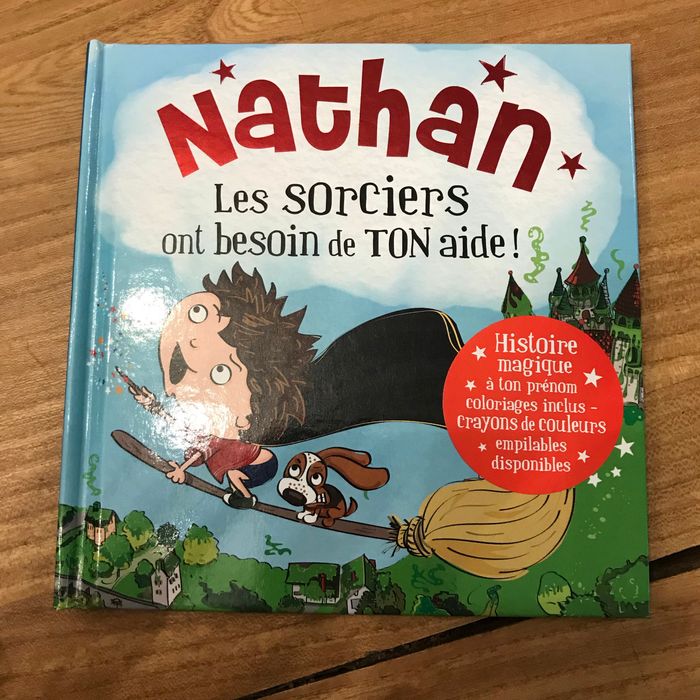 Nathan
Les sorciers
ont besoin de TON aide !
Histoire
magique
à ton prénom
coloriages inclus -
crayons de couleurs
empilables
disponibles